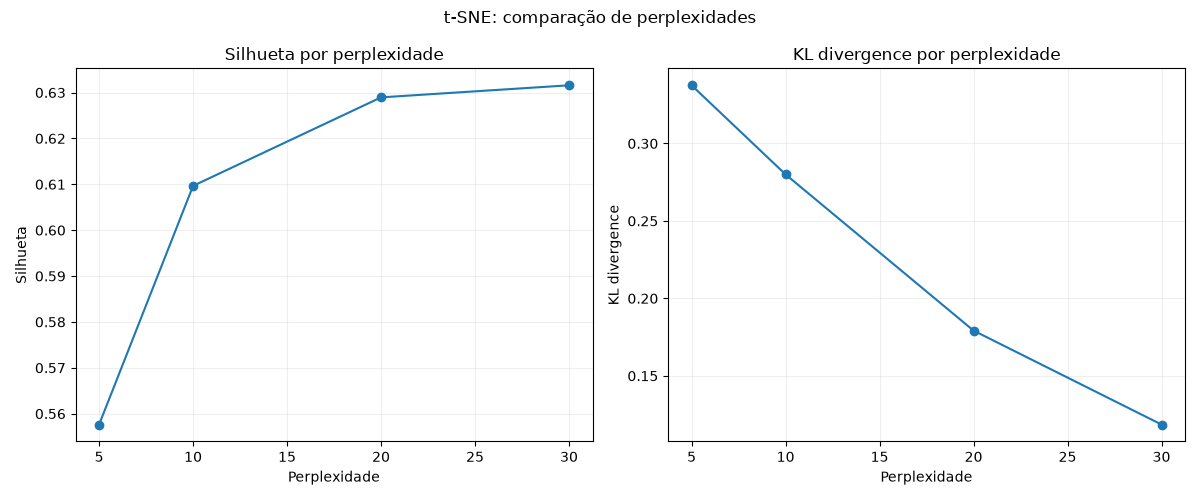 t-SNE: comparação de perplexidades
Silhueta por perplexidade
0.63
0.62
0.61
0.60
0.59
0.58
0.57
0.56
Silhueta
5 10 15 20 25 30
Perplexidade
KL divergence por perplexidade
0.30
0.25
0.20
0.15
KL divergence
5 10 15 20 25 30
Perplexidade